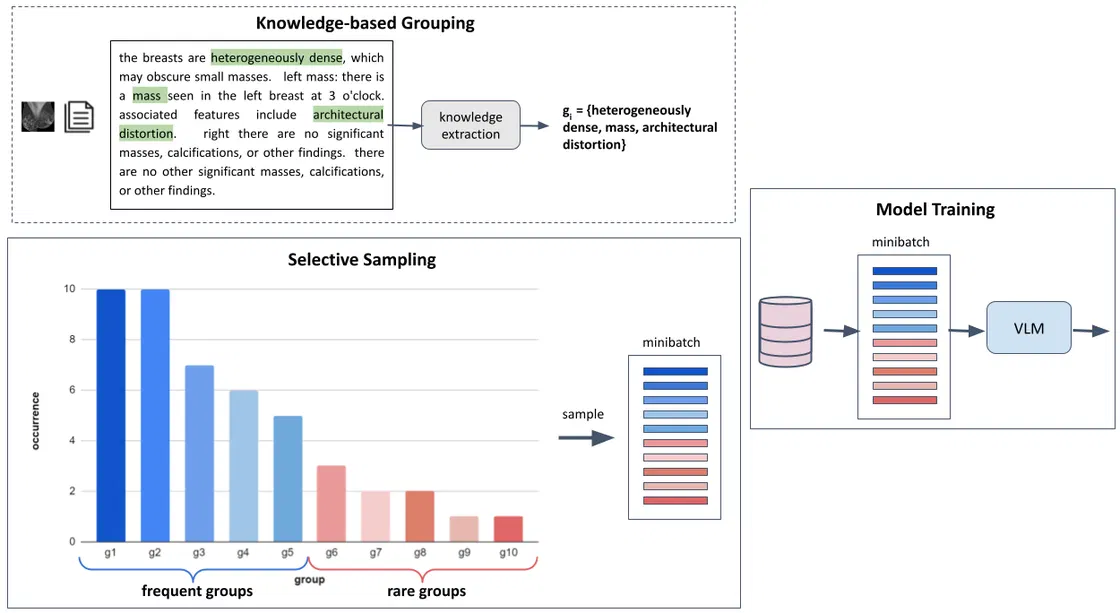 Knowledge-based Grouping
the breasts are heterogeneously dense, which
may obscure small masses. left mass: there is
a mass seen in the left breast at 3 o'clock.
associated features include architectural
distortion. right there are no significant
masses, calcifications, or other findings. there
are no other significant masses, calcifications,
or other findings.
knowledge
extraction
gi = {heterogeneously
dense, mass, architectural
distortion}
Selective Sampling
occurrence
10
8
6
4
2
0
g1 g2 g3 g4 g5 g6 g7 g8 g9 g10
group
frequent groups rare groups
sample
minibatch
Model Training
minibatch
VLM